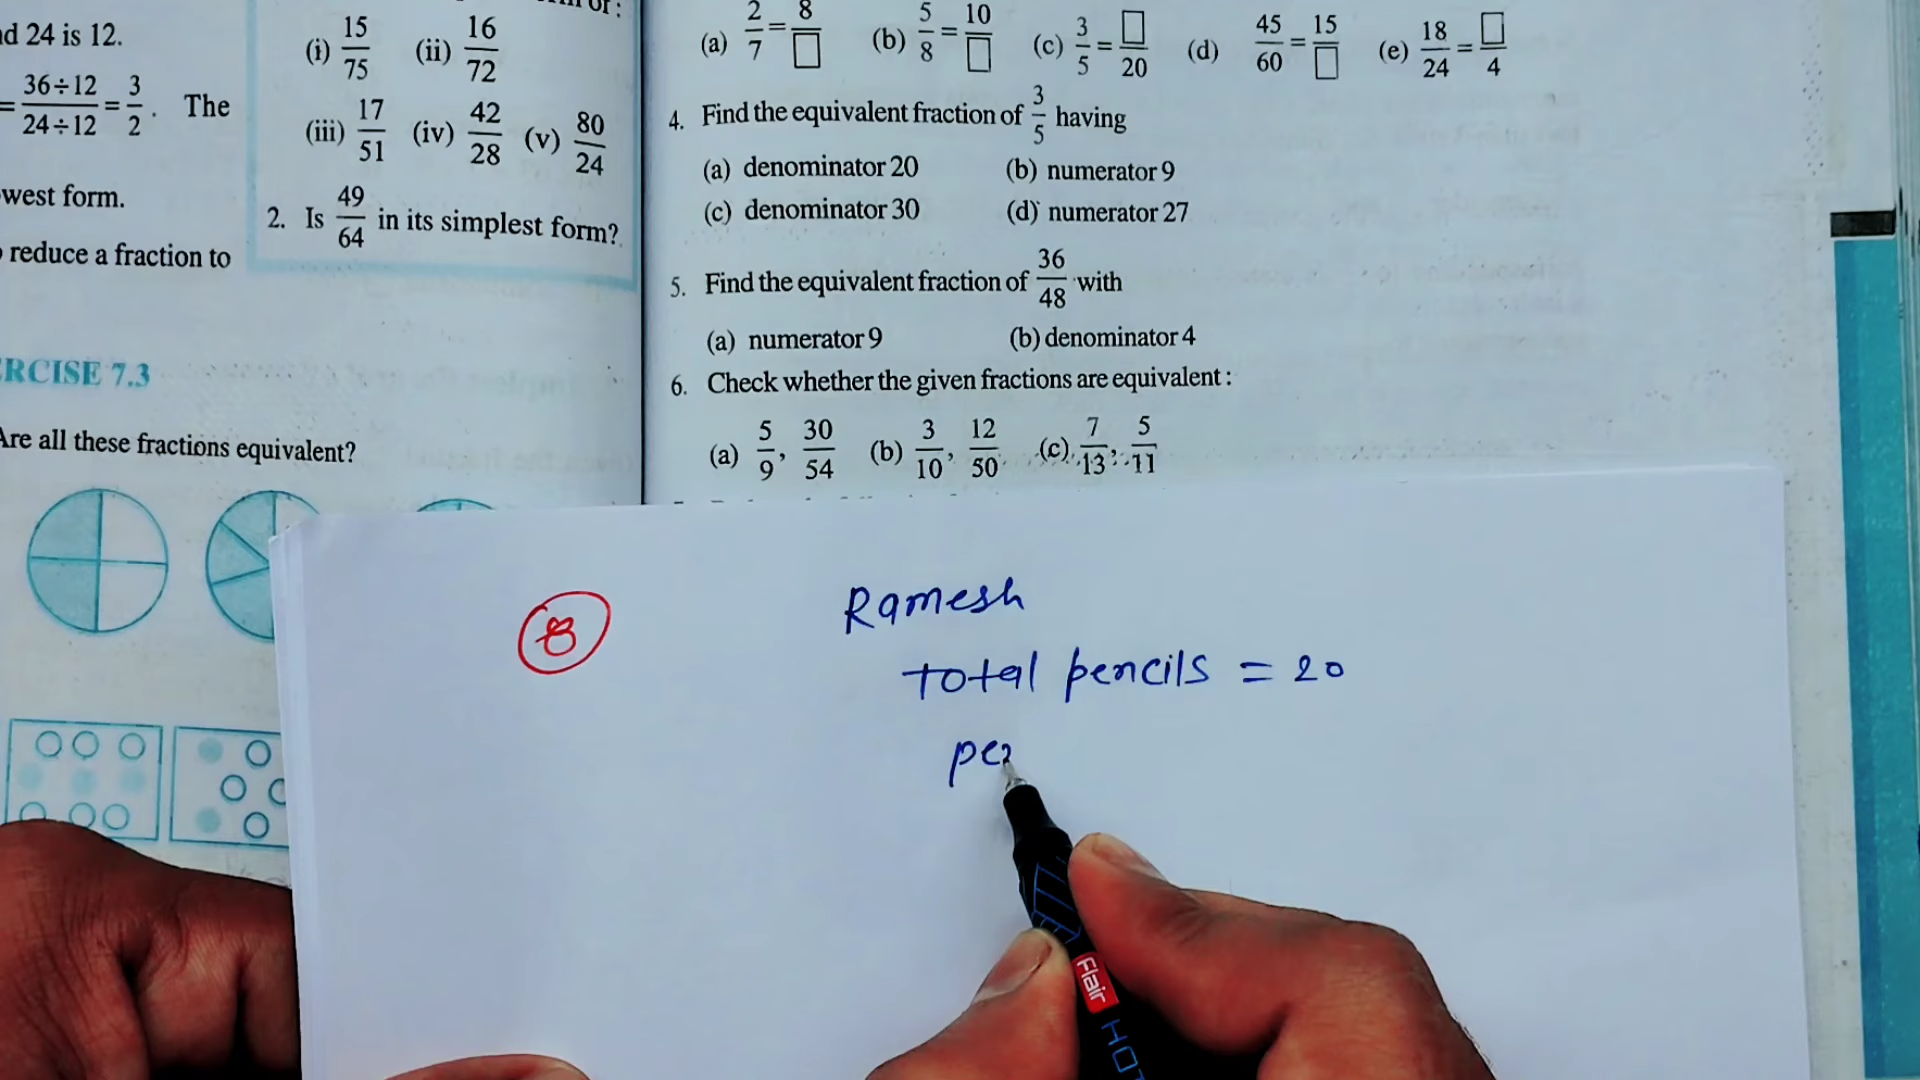 nd 24 is 12.
= 36÷12 / 24÷12 = 3/2 . The
west form.
reduce a fraction to
(i) 15/75 (ii) 16/72
(iii) 17/51 (iv) 42/28 (v) 80/24
2. Is 49/64 in its simplest form?
ERCISE 7.3
Are all these fractions equivalent?
(a) 2/7 = 8/□ (b) 5/8 = 10/□ (c) 3/5 = □/20 (d) 45/60 = 15/□ (e) 18/24 = □/4
4. Find the equivalent fraction of 3/5 having
(a) denominator 20 (b) numerator 9
(c) denominator 30 (d) numerator 27
5. Find the equivalent fraction of 36/48 with
(a) numerator 9 (b) denominator 4
6. Check whether the given fractions are equivalent :
(a) 5/9, 30/54 (b) 3/10, 12/50 (c) 7/13, 5/11
8
Ramesh
total pencils = 20
pe
Flair
HO